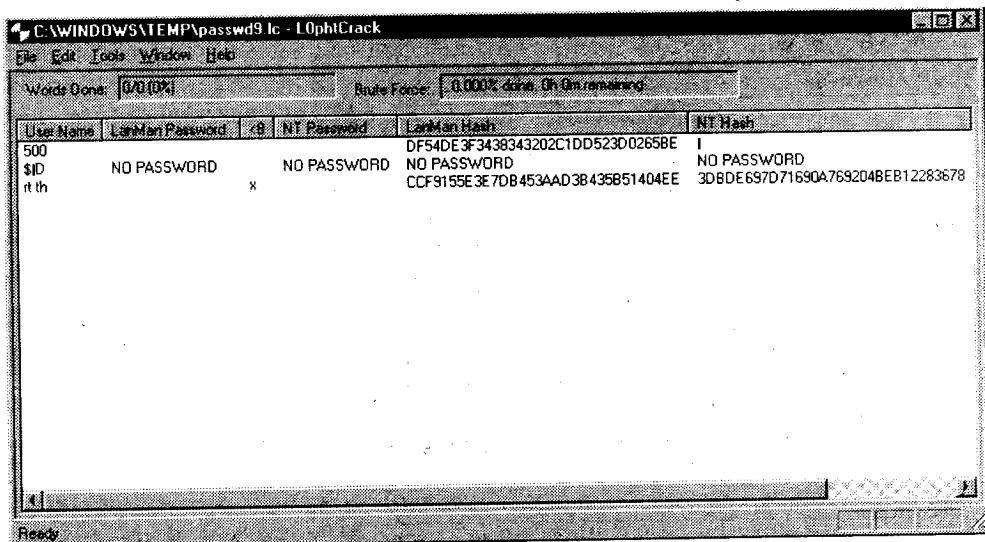 C:\WINDOWS\TEMP\passwd9.lc - L0phtCrack
File Edit Tools Window Help
Words Done: 0/0 (0%) Brute Force: 0.000% done. 0h 0m remaining
User Name LanMan Password <8 NT Password LanMan Hash NT Hash
500 DF54DE3F3438343202C1DD523D0265BE I
$ID NO PASSWORD NO PASSWORD NO PASSWORD NO PASSWORD
rt th x CCF9155E3E7DB453AAD3B435B51404EE 3DBDE697D71690A769204BEB12283678
Ready